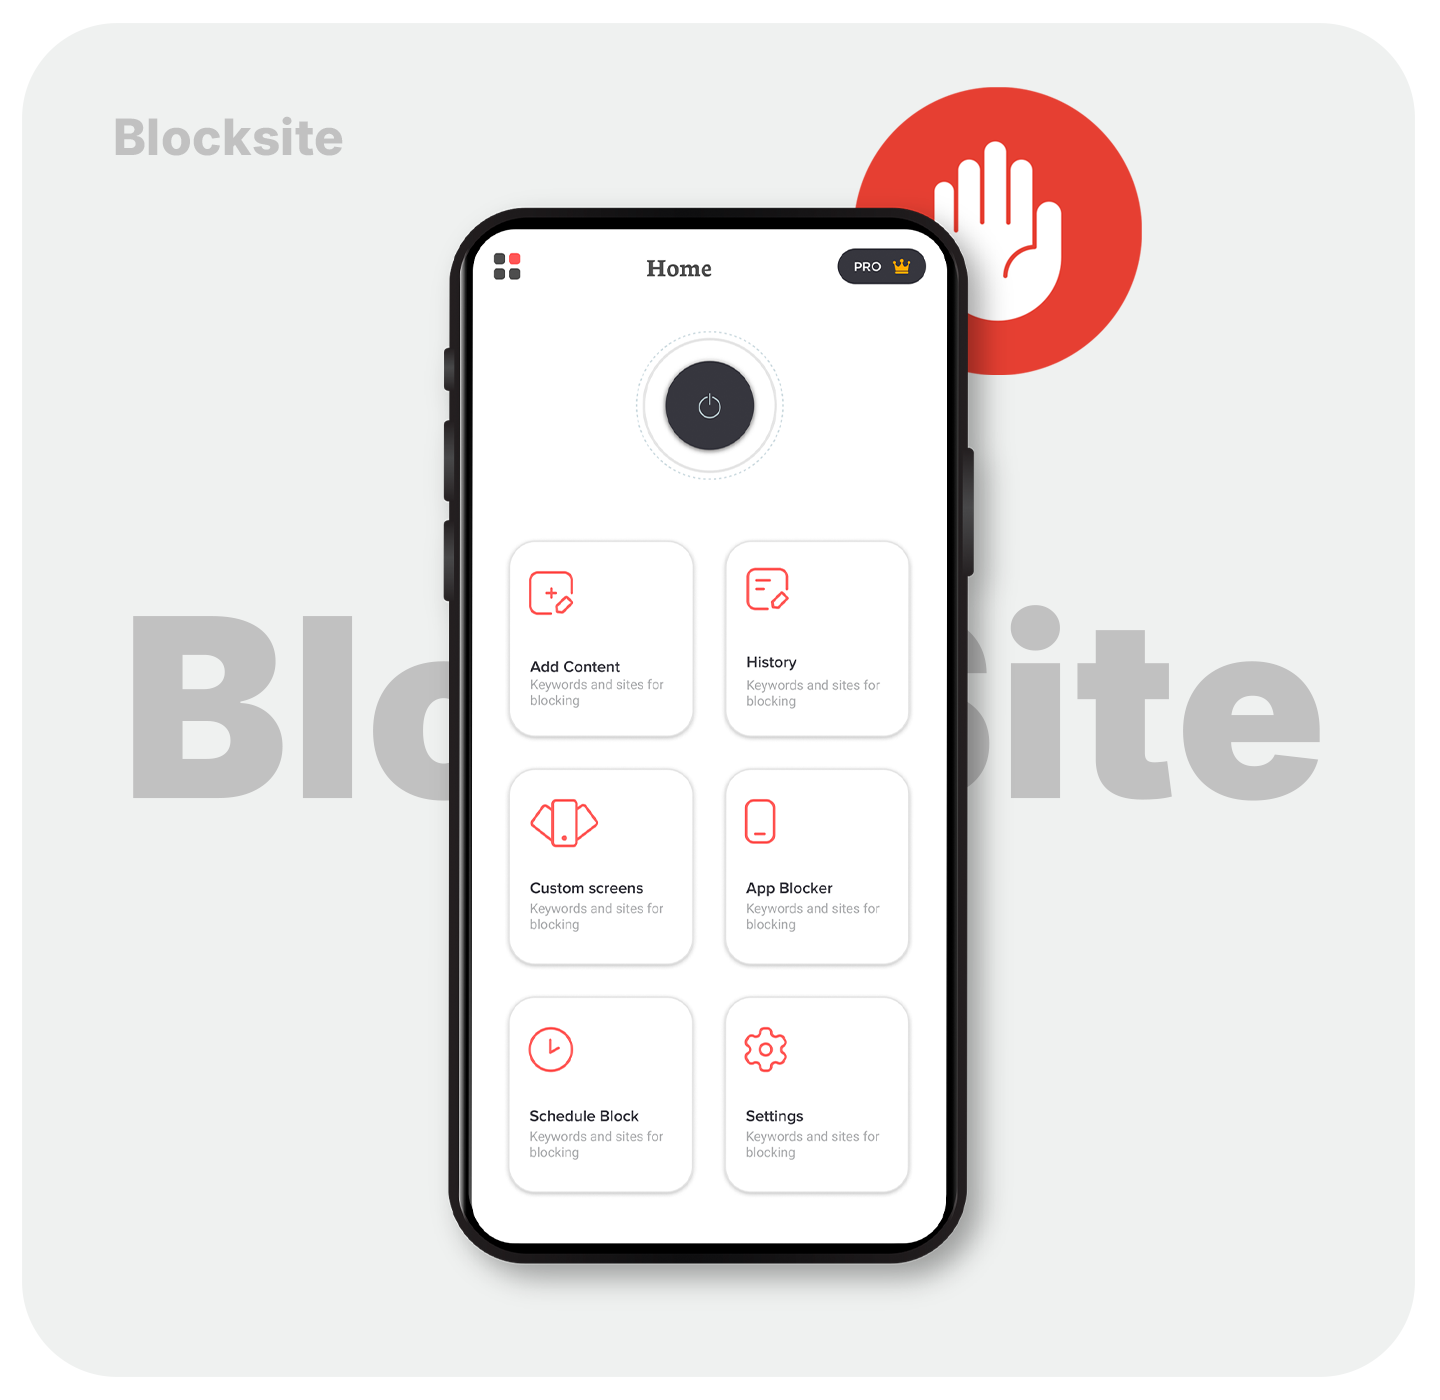 Blocksite
Home
PRO
Blo site
Add Content
Keywords and sites for
blocking
History
Keywords and sites for
blocking
Custom screens
Keywords and sites for
blocking
App Blocker
Keywords and sites for
blocking
Schedule Block
Keywords and sites for
blocking
Settings
Keywords and sites for
blocking